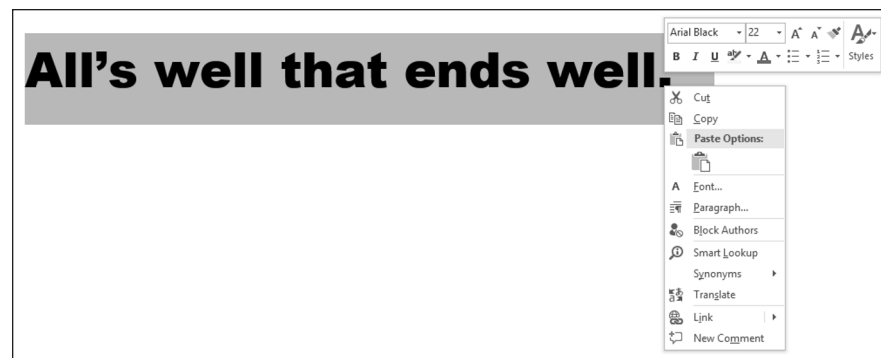 Arial Black 22 A A
B I U aby A Styles
All’s well that ends well.
Cut
Copy
Paste Options:
A Font...
Paragraph...
Block Authors
Smart Lookup
Synonyms
Translate
Link
New Comment